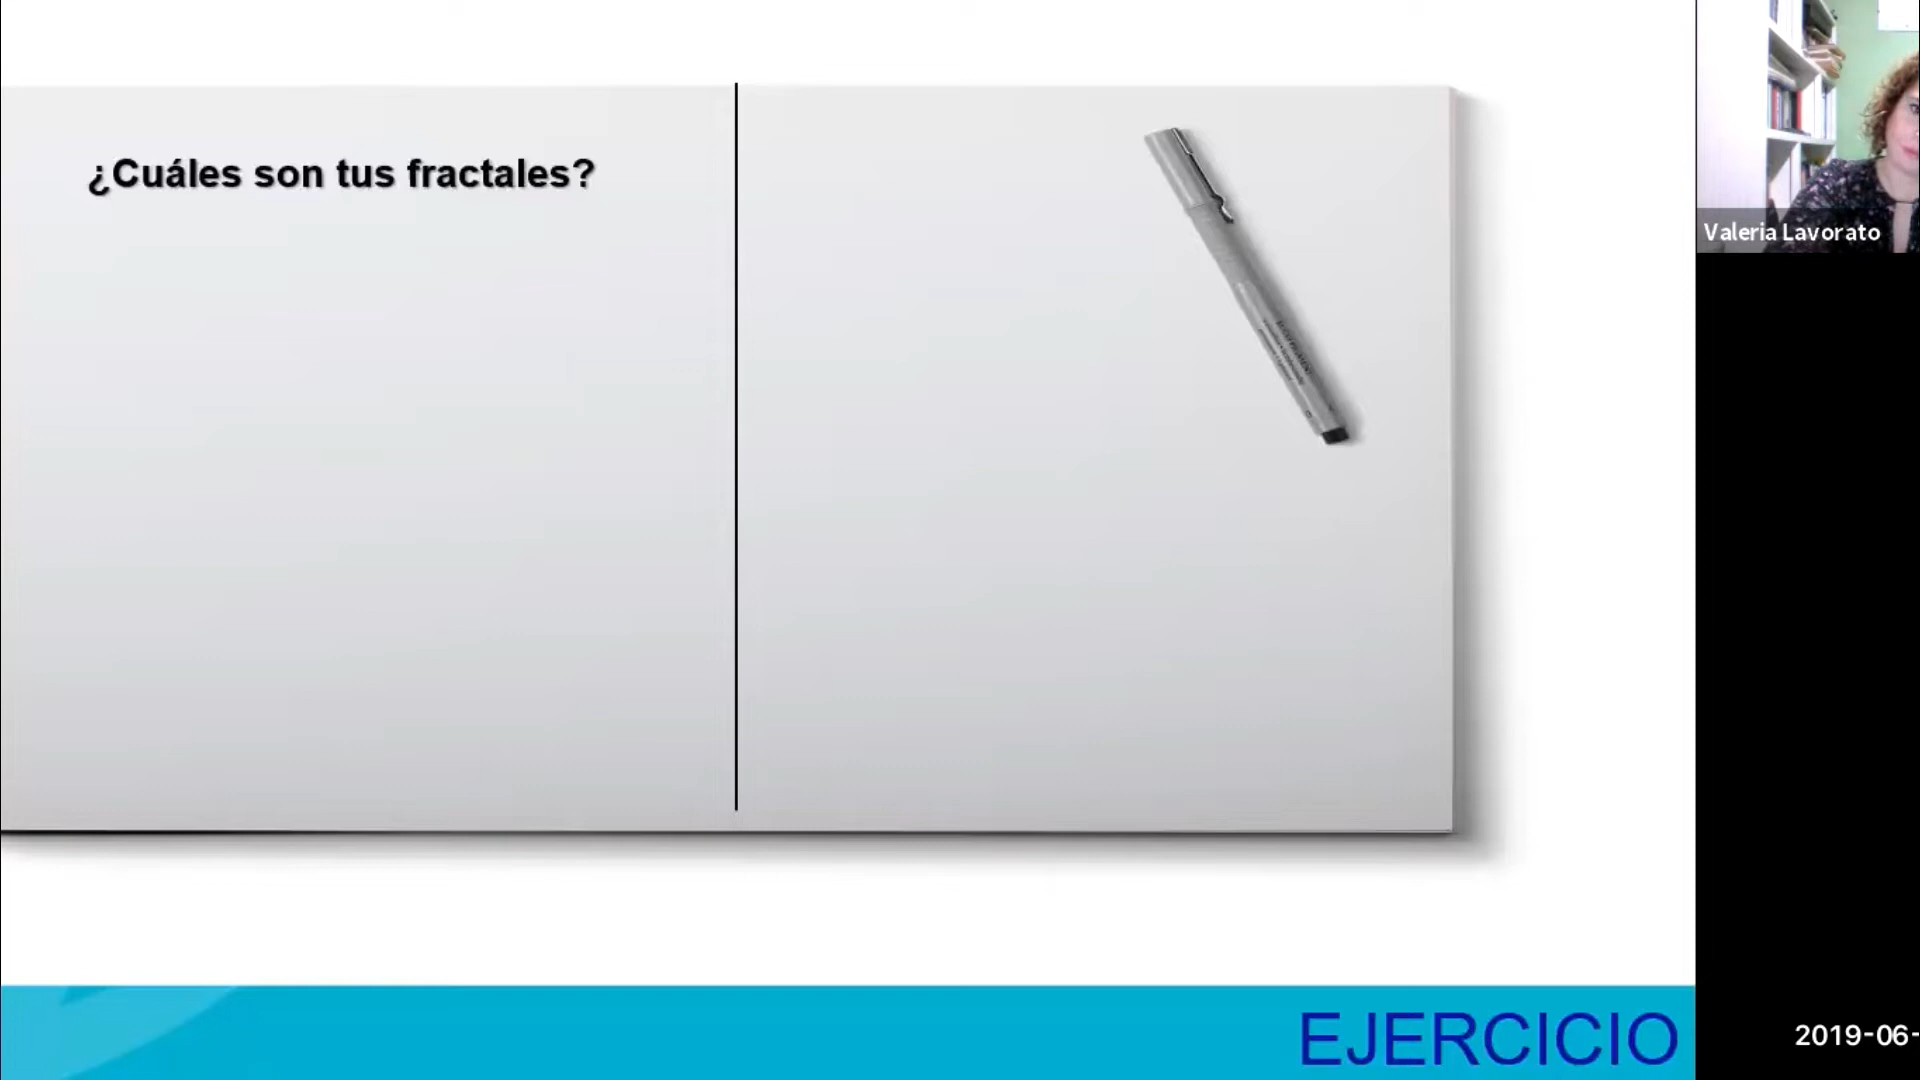 ¿Cuáles son tus fractales?
Valeria Lavorato
EJERCICIO
2019-06-